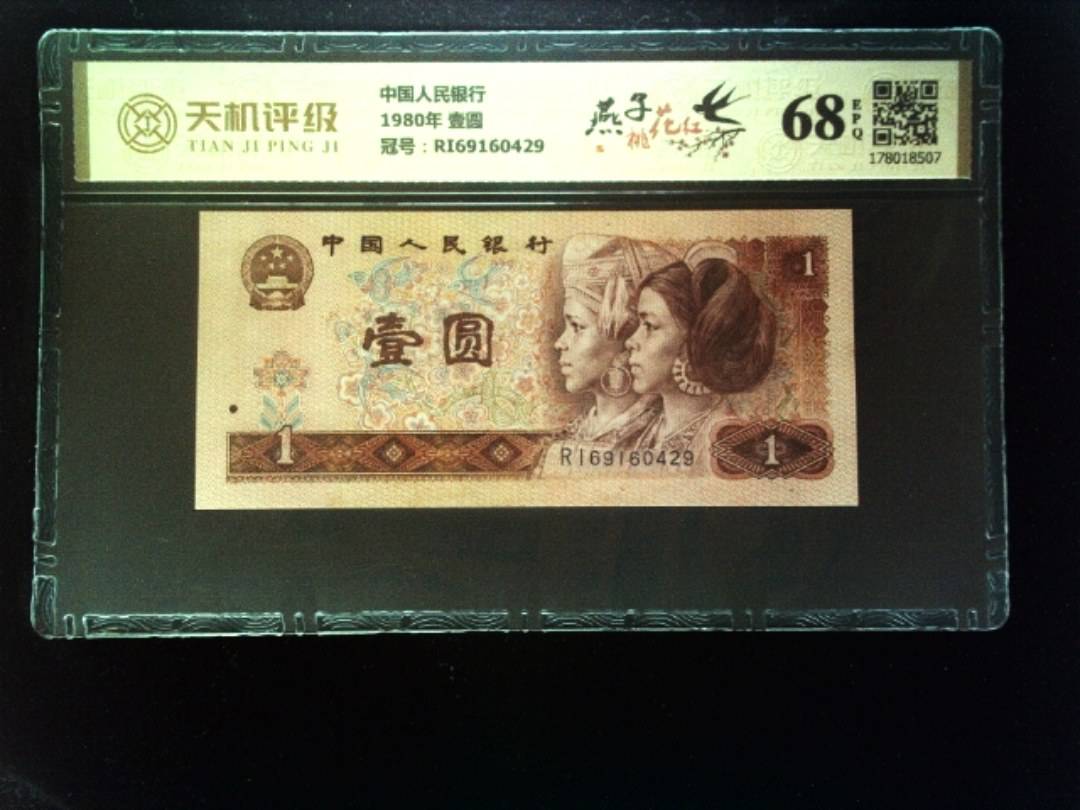 天机评级
TIAN JI PING JI
中国人民银行
1980年 壹圆
冠号：RI69160429
燕子
桃花红
68
EPQ
178018507
中国人民银行
1
壹圆
1
RI69160429
1